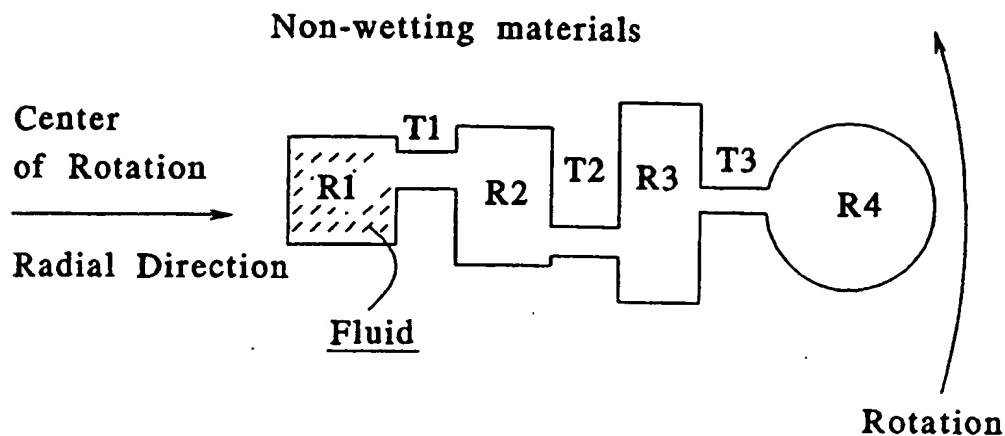 Non-wetting materials
Center
of Rotation
Radial Direction
T1
T2
T3
R1
R2
R3
R4
Fluid
Rotation